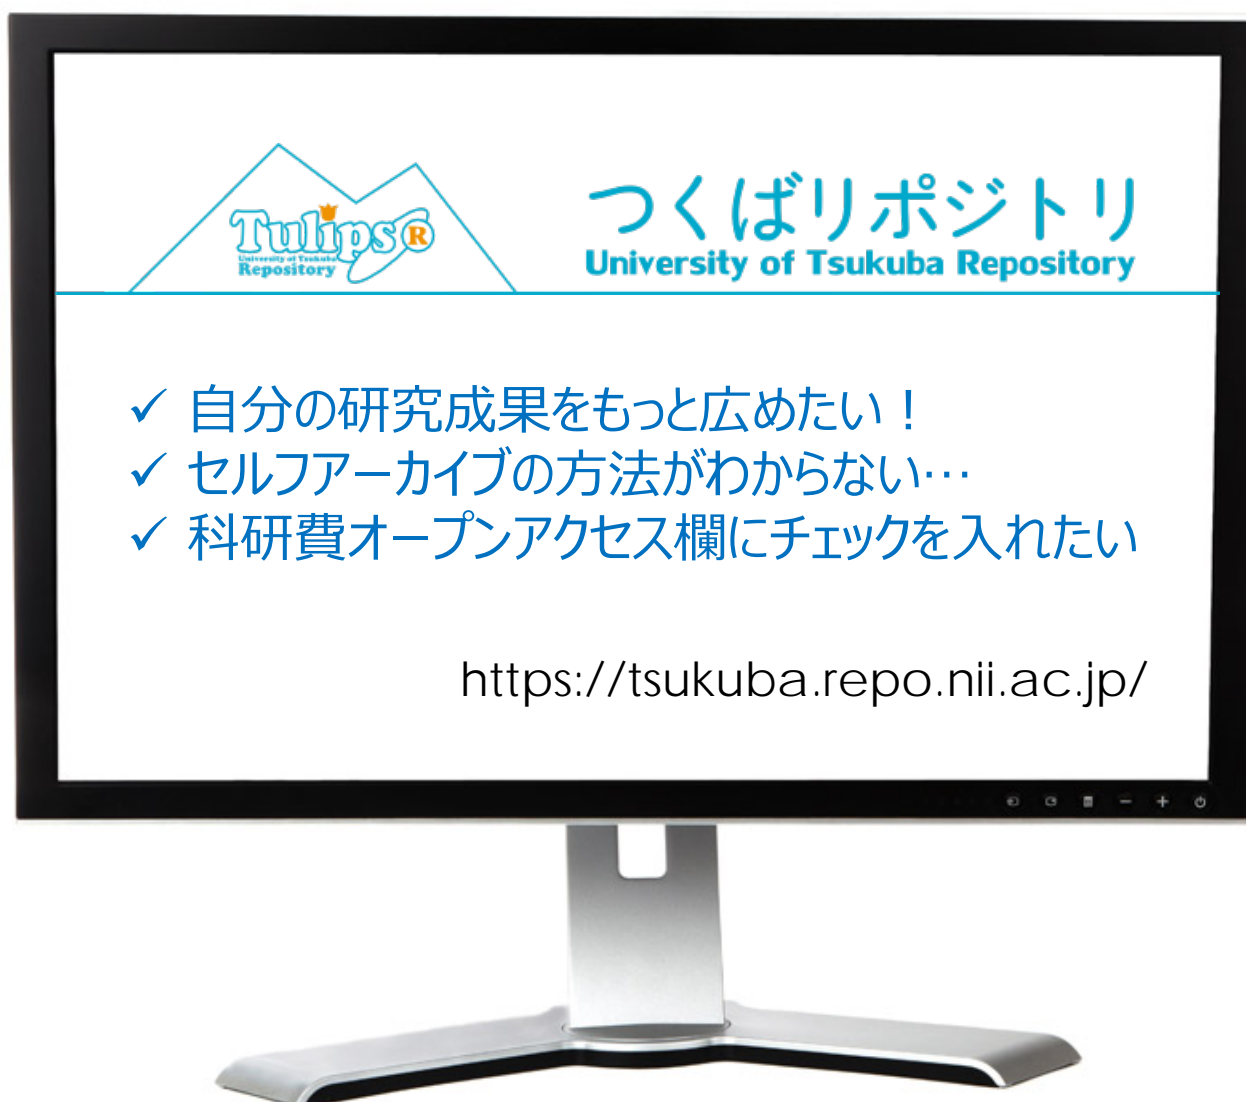 Tulips R
University of Tsukuba
Repository
つくばリポジトリ
University of Tsukuba Repository
✓ 自分の研究成果をもっと広めたい！
✓ セルフアーカイブの方法がわからない…
✓ 科研費オープンアクセス欄にチェックを入れたい
https://tsukuba.repo.nii.ac.jp/